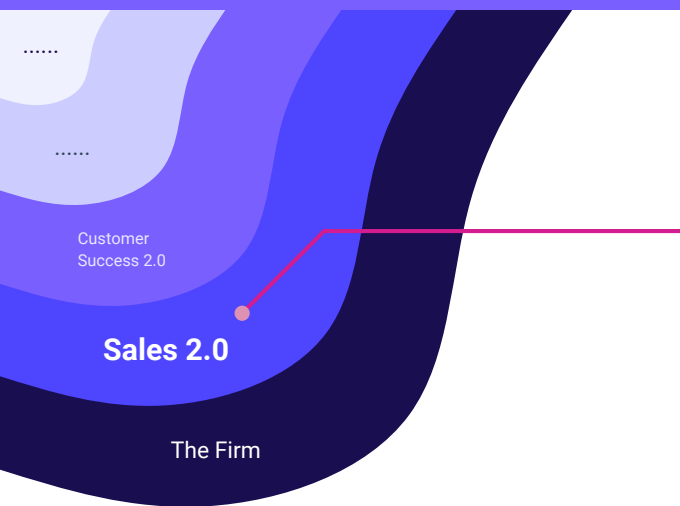 ......
......
Customer
Success 2.0
Sales 2.0
The Firm